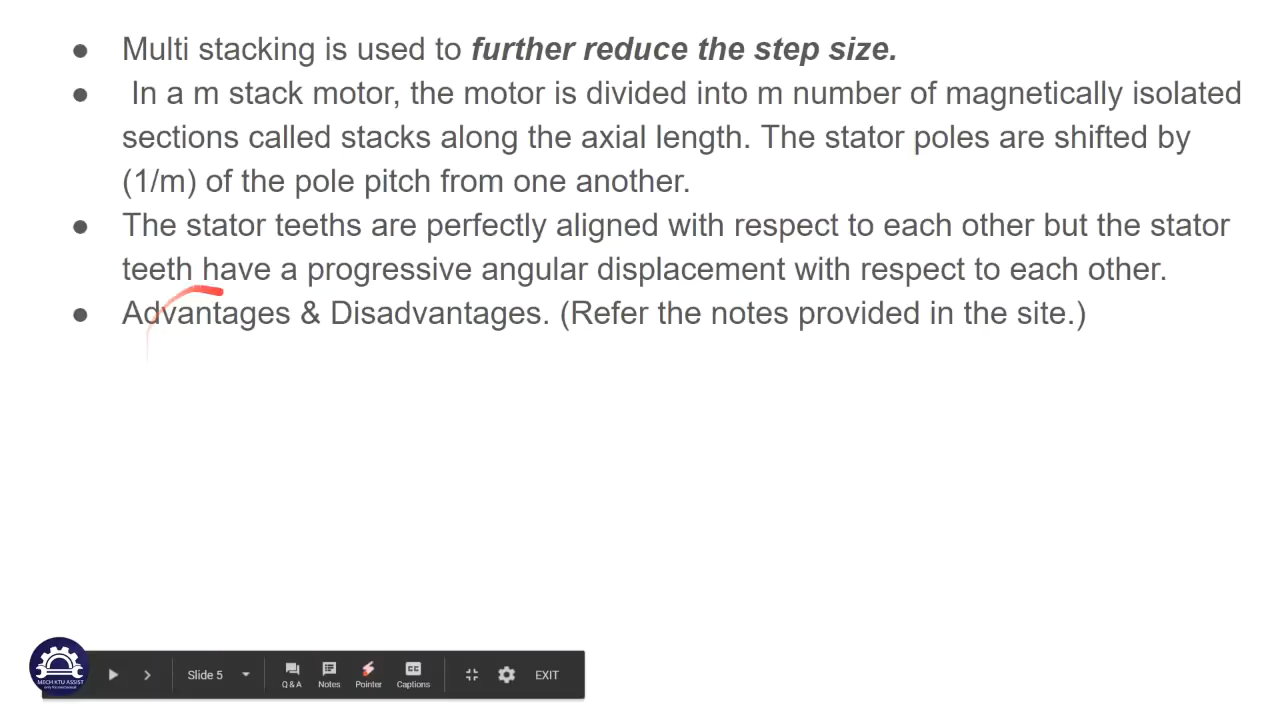 ● Multi stacking is used to further reduce the step size.
● In a m stack motor, the motor is divided into m number of magnetically isolated
sections called stacks along the axial length. The stator poles are shifted by
(1/m) of the pole pitch from one another.
● The stator teeths are perfectly aligned with respect to each other but the stator
teeth have a progressive angular displacement with respect to each other.
● Advantages & Disadvantages. (Refer the notes provided in the site.)
MECH KTU ASSIST
Slide 5
Q & A
Notes
Pointer
CC
Captions
EXIT